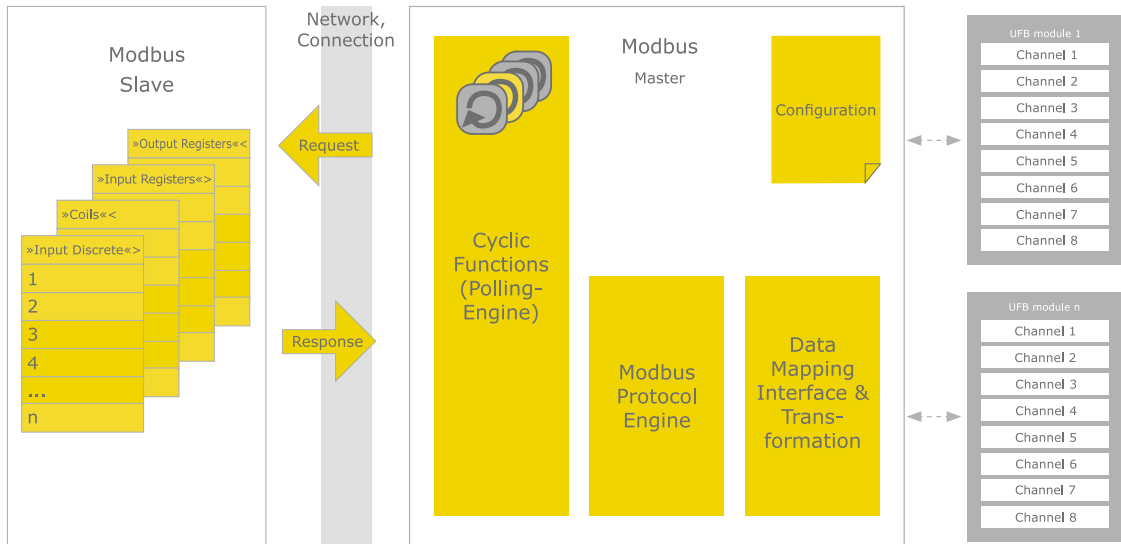 Modbus
Slave
»Output Registers«<
»Input Registers«>
»Coils«<
»Input Discrete«>
1
2
3
4
...
n
Network,
Connection
Request
Response
Modbus
Master
Cyclic
Functions
(Polling-
Engine)
Configuration
Modbus
Protocol
Engine
Data
Mapping
Interface &
Trans-
formation
UFB module 1
Channel 1
Channel 2
Channel 3
Channel 4
Channel 5
Channel 6
Channel 7
Channel 8
UFB module n
Channel 1
Channel 2
Channel 3
Channel 4
Channel 5
Channel 6
Channel 7
Channel 8